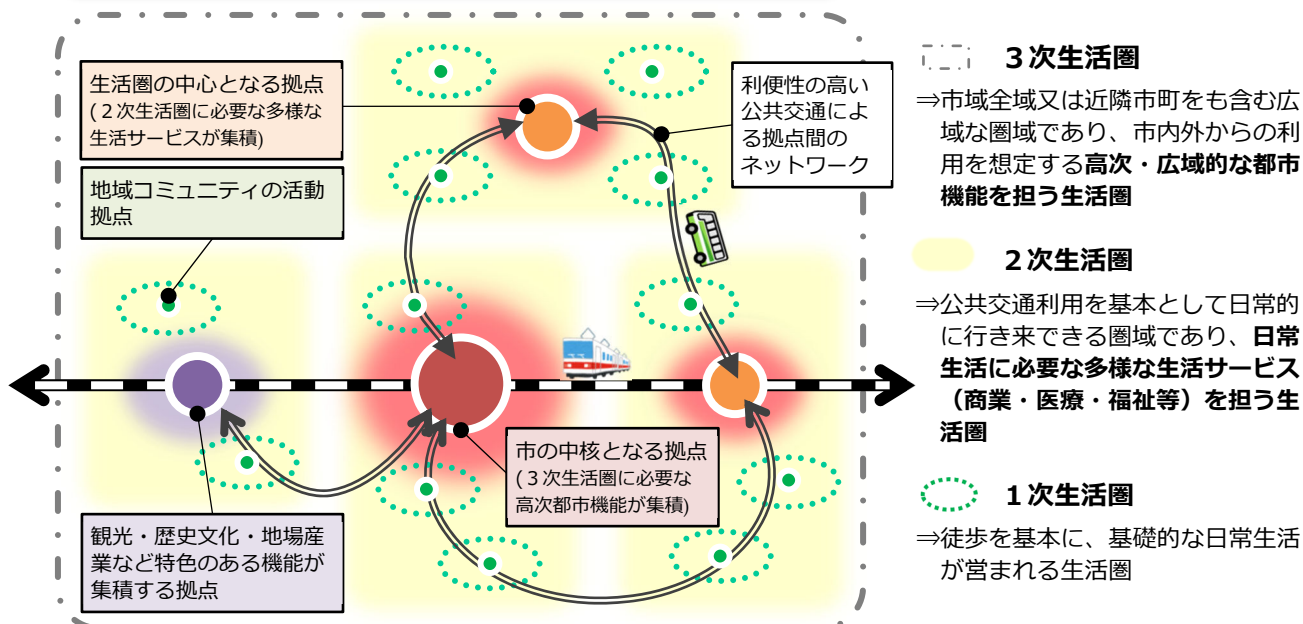 生活圏の中心となる拠点
(２次生活圏に必要な多様な
生活サービスが集積)
地域コミュニティの活動
拠点
利便性の高い
公共交通によ
る拠点間の
ネットワーク
市の中核となる拠点
(３次生活圏に必要な
高次都市機能が集積)
観光・歴史文化・地場産
業など特色のある機能が
集積する拠点
３次生活圏
⇒市域全域又は近隣市町をも含む広
域な圏域であり、市内外からの利
用を想定する高次・広域的な都市
機能を担う生活圏
２次生活圏
⇒公共交通利用を基本として日常的
に行き来できる圏域であり、日常
生活に必要な多様な生活サービス
（商業・医療・福祉等）を担う生
活圏
１次生活圏
⇒徒歩を基本に、基礎的な日常生活
が営まれる生活圏